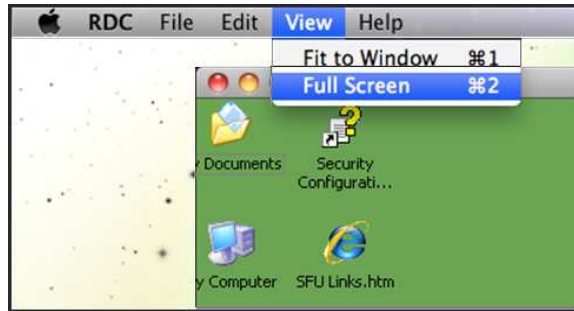 RDC File Edit View Help
Fit to Window ⌘1
Full Screen ⌘2
Documents
Security
Configurati...
Computer
SFU Links.htm